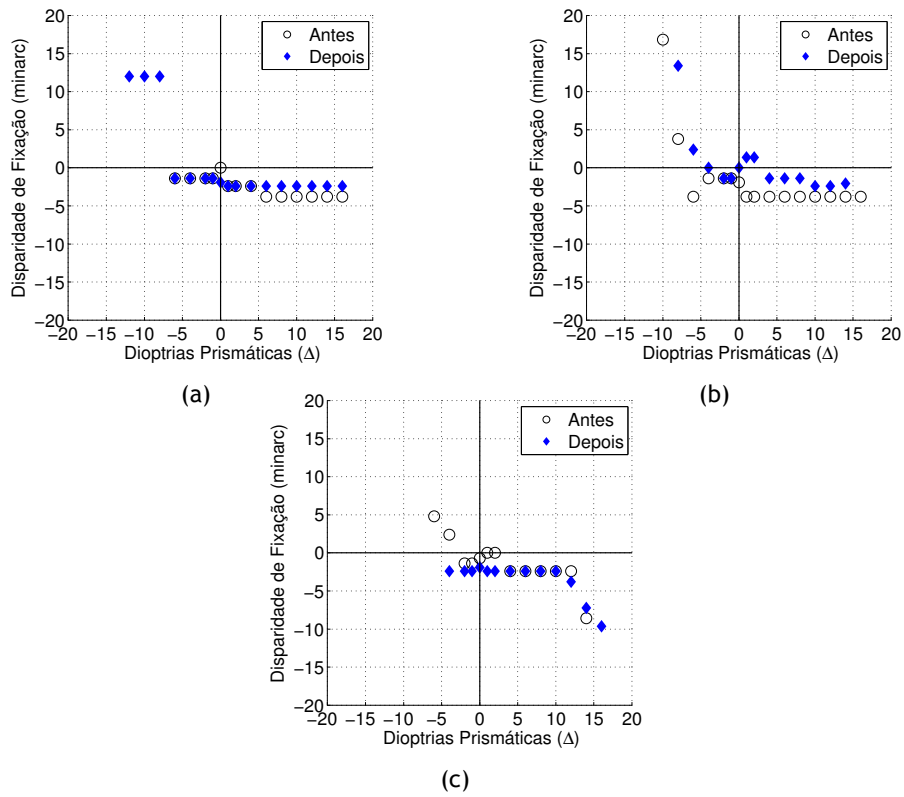 20
15
10
5
0
−5
−10
−15
−20
−20 −15 −10 −5 0 5 10 15 20
Dioptrias Prismáticas (Δ)
Disparidade de Fixação (minarc)
Antes
Depois
(a)
20
15
10
5
0
−5
−10
−15
−20
−20 −15 −10 −5 0 5 10 15 20
Dioptrias Prismáticas (Δ)
Disparidade de Fixação (minarc)
Antes
Depois
(b)
20
15
10
5
0
−5
−10
−15
−20
−20 −15 −10 −5 0 5 10 15 20
Dioptrias Prismáticas (Δ)
Disparidade de Fixação (minarc)
Antes
Depois
(c)